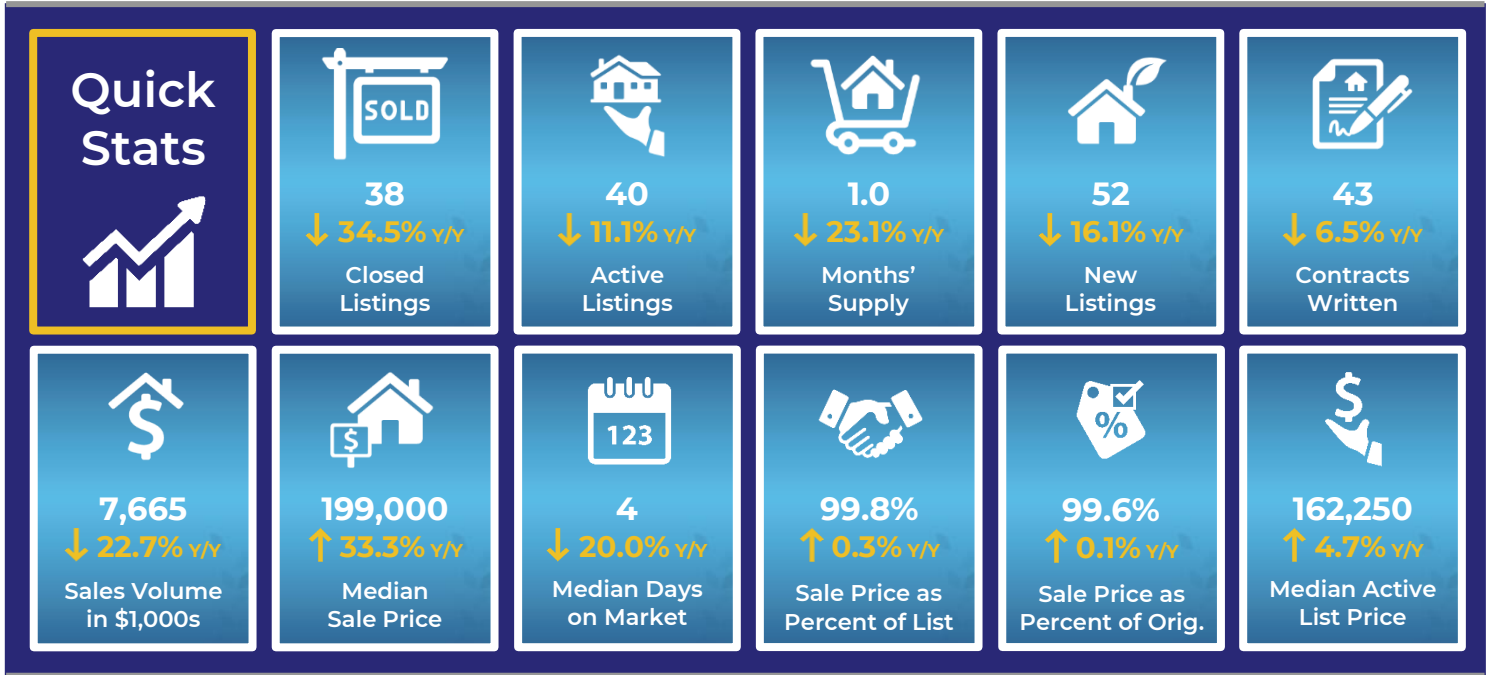 Quick
Stats
SOLD
38
↓ 34.5% Y/Y
Closed
Listings
40
↓ 11.1% Y/Y
Active
Listings
1.0
↓ 23.1% Y/Y
Months’
Supply
52
↓ 16.1% Y/Y
New
Listings
43
↓ 6.5% Y/Y
Contracts
Written
$
7,665
↓ 22.7% Y/Y
Sales Volume
in $1,000s
$
199,000
↑ 33.3% Y/Y
Median
Sale Price
123
4
↓ 20.0% Y/Y
Median Days
on Market
99.8%
↑ 0.3% Y/Y
Sale Price as
Percent of List
%
99.6%
↑ 0.1% Y/Y
Sale Price as
Percent of Orig.
$
162,250
↑ 4.7% Y/Y
Median Active
List Price